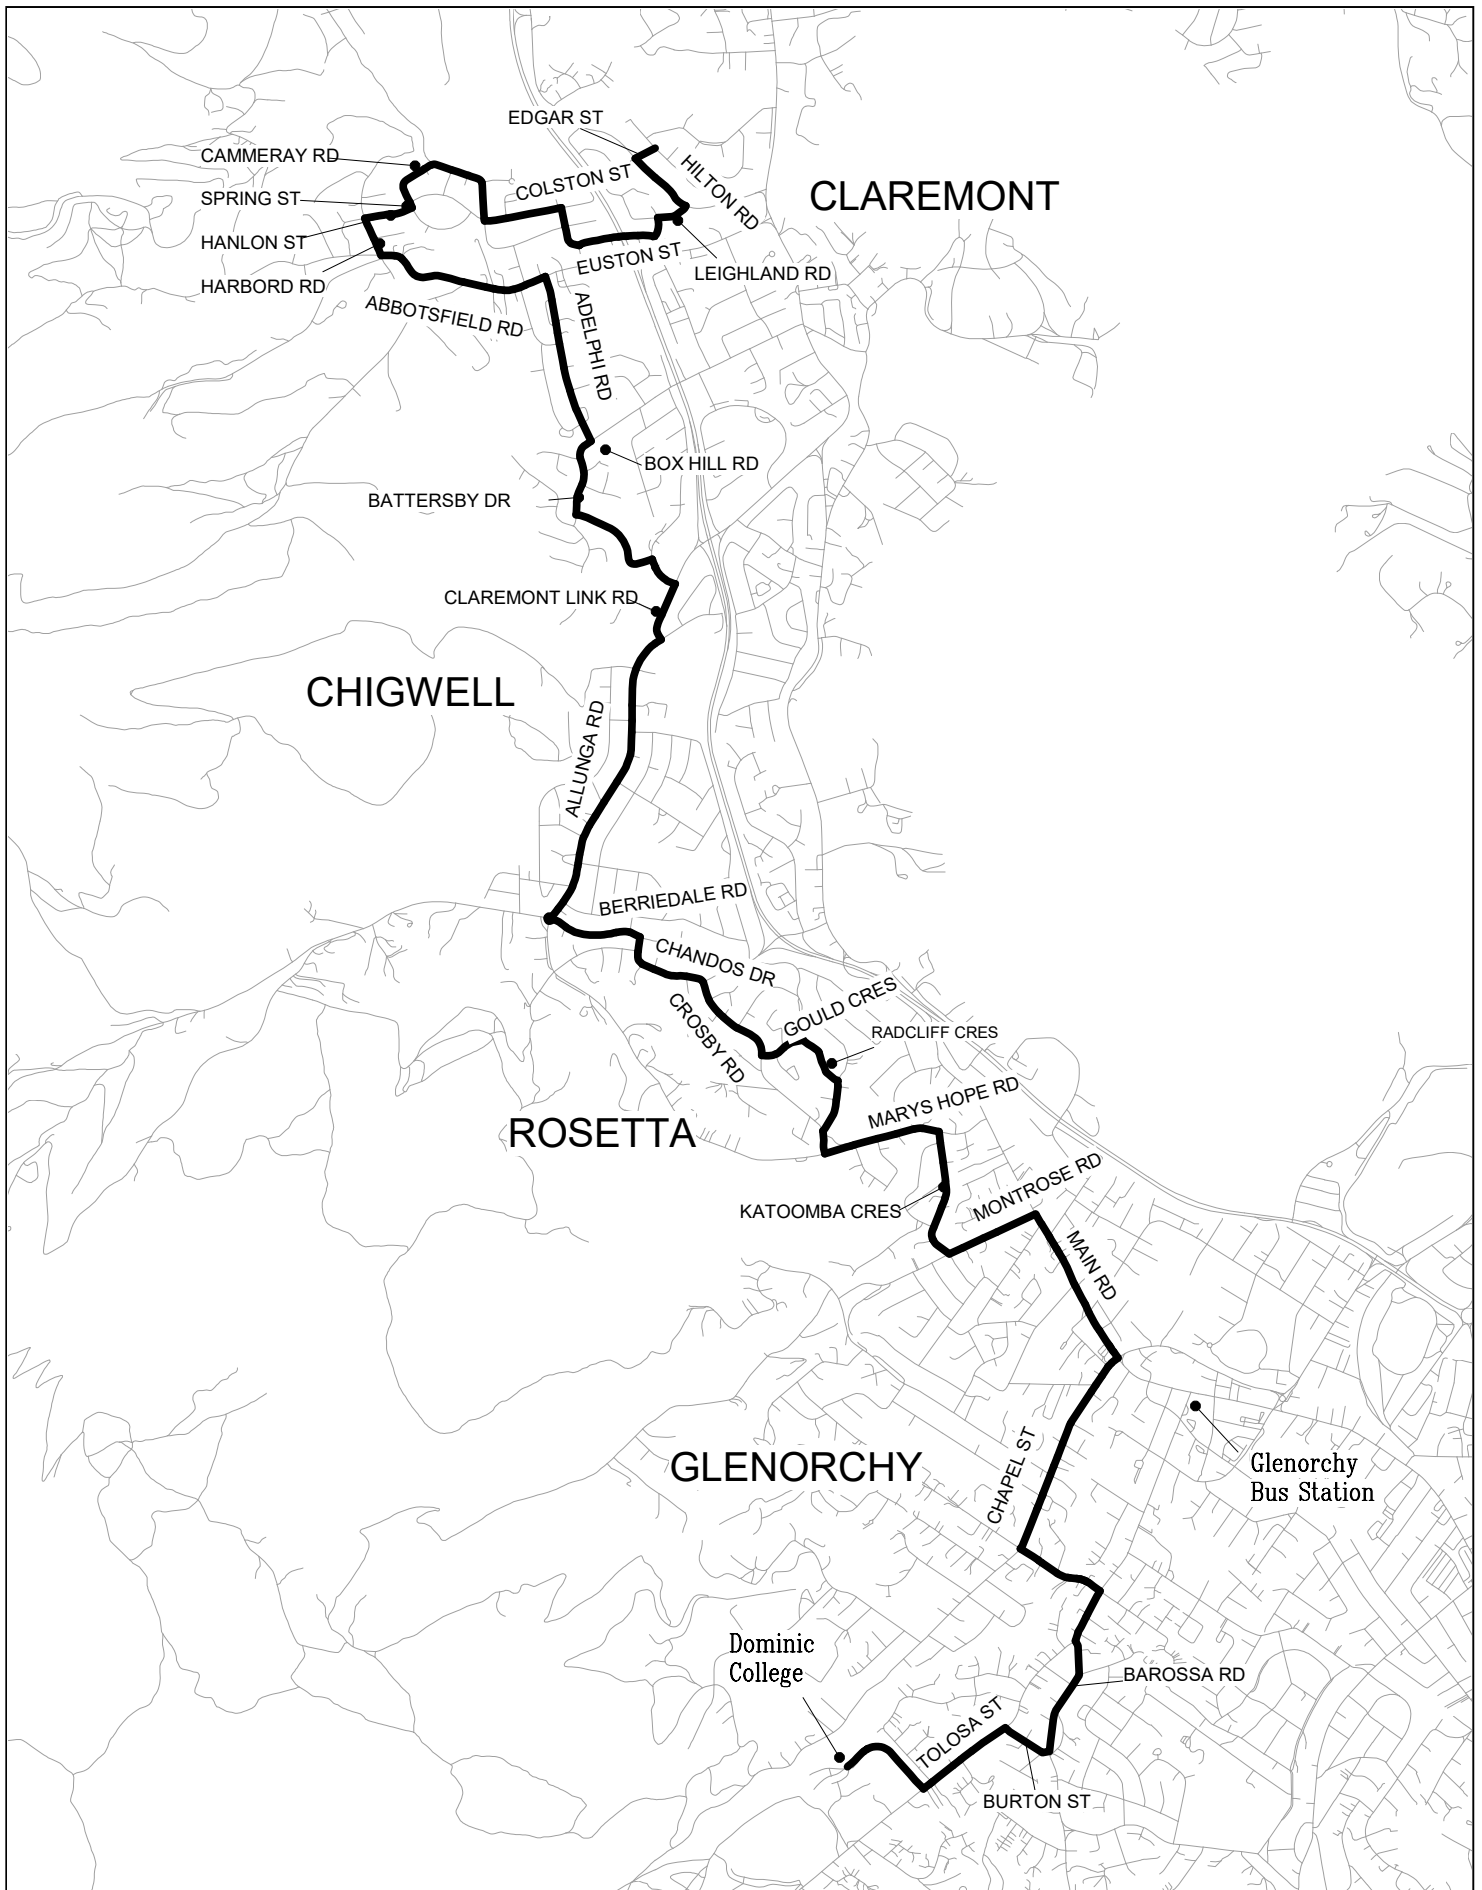 EDGAR ST
CAMMERAY RD
HILTON RD
COLSTON ST
CLAREMONT
SPRING ST
HANLON ST
EUSTON ST
LEIGHLAND RD
HARBORD RD
ABBOTSFIELD RD
ADELPHI RD
BOX HILL RD
BATTERSBY DR
CLAREMONT LINK RD
CHIGWELL
ALLUNGA RD
BERRIEDALE RD
CHANDOS DR
GOULD CRES
CROSBY RD
RADCLIFF CRES
MARYS HOPE RD
ROSETTA
MONTROSE RD
KATOOMBA CRES
MAIN RD
GLENORCHY
CHAPEL ST
Glenorchy
Bus Station
Dominic
College
BAROSSA RD
TOLOSA ST
BURTON ST